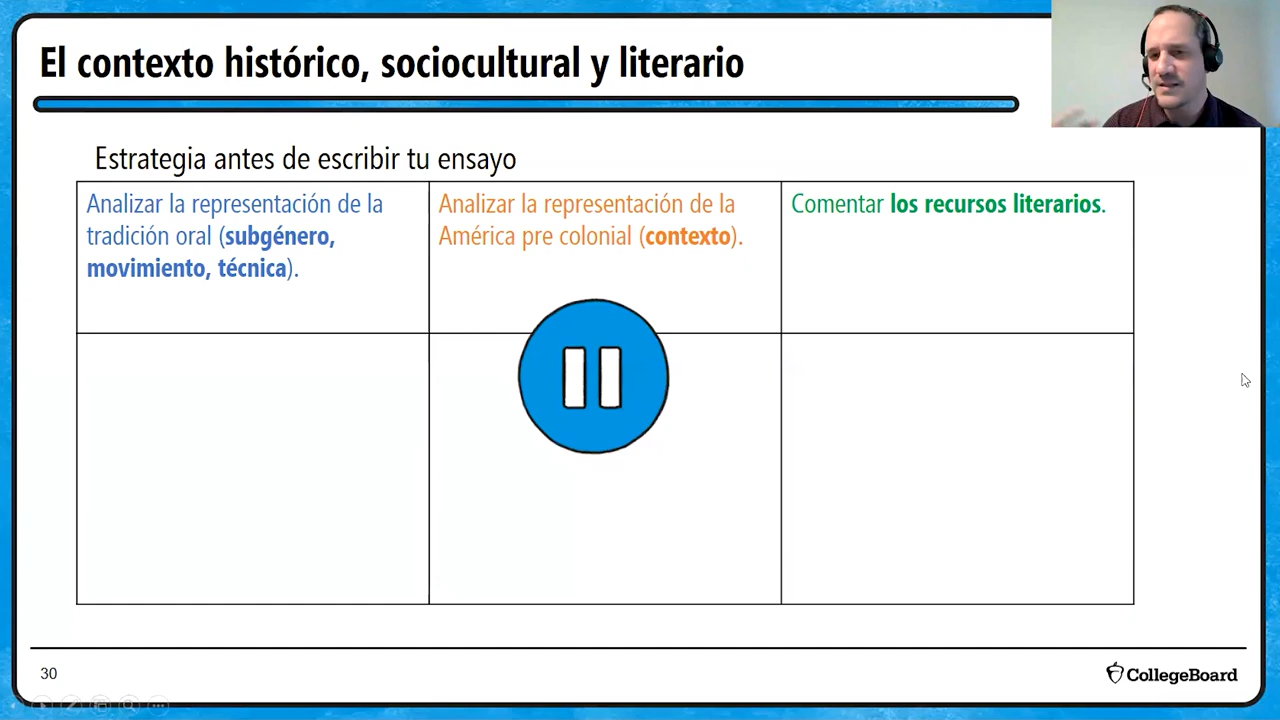 El contexto histórico, sociocultural y literario
Estrategia antes de escribir tu ensayo
Analizar la representación de la
tradición oral (subgénero,
movimiento, técnica).
Analizar la representación de la
América pre colonial (contexto).
Comentar los recursos literarios.
30
CollegeBoard